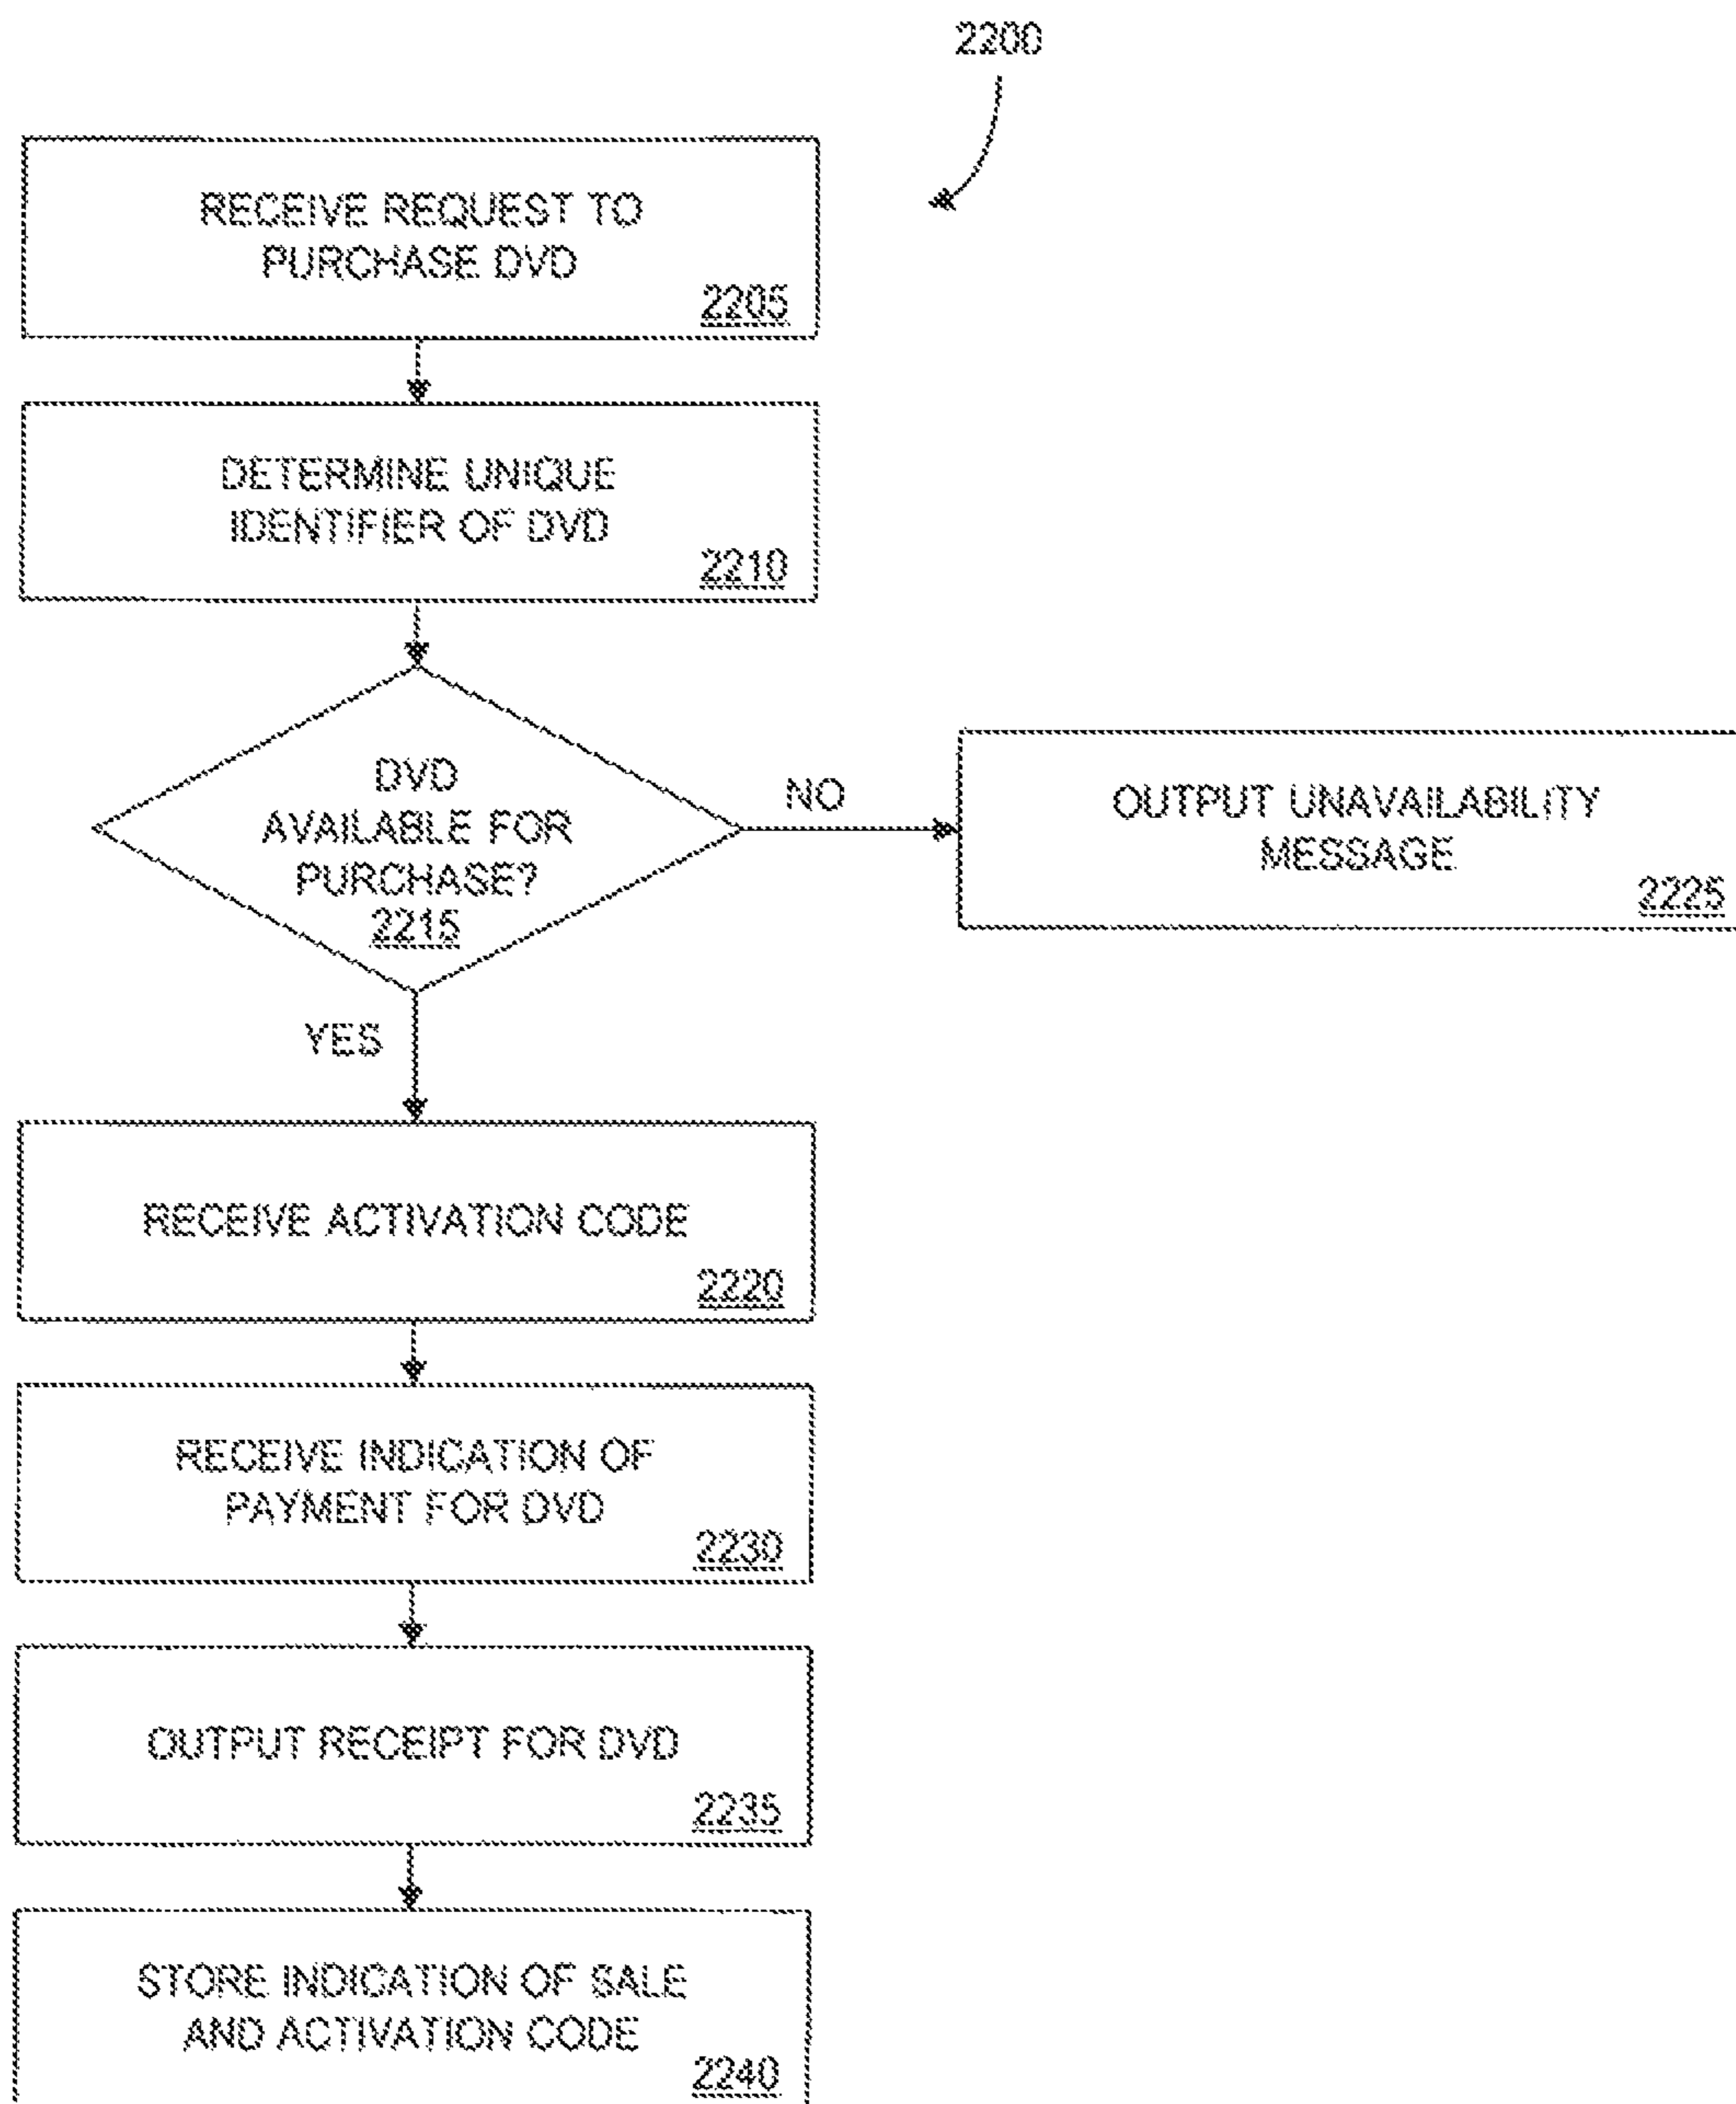 2200
RECEIVE REQUEST TO
PURCHASE DVD
2205
DETERMINE UNIQUE
IDENTIFIER OF DVD
2210
DVD
AVAILABLE FOR
PURCHASE?
2215
NO
OUTPUT UNAVAILABILITY
MESSAGE
2225
YES
RECEIVE ACTIVATION CODE
2220
RECEIVE INDICATION OF
PAYMENT FOR DVD
2230
OUTPUT RECEIPT FOR DVD
2235
STORE INDICATION OF SALE
AND ACTIVATION CODE
2240